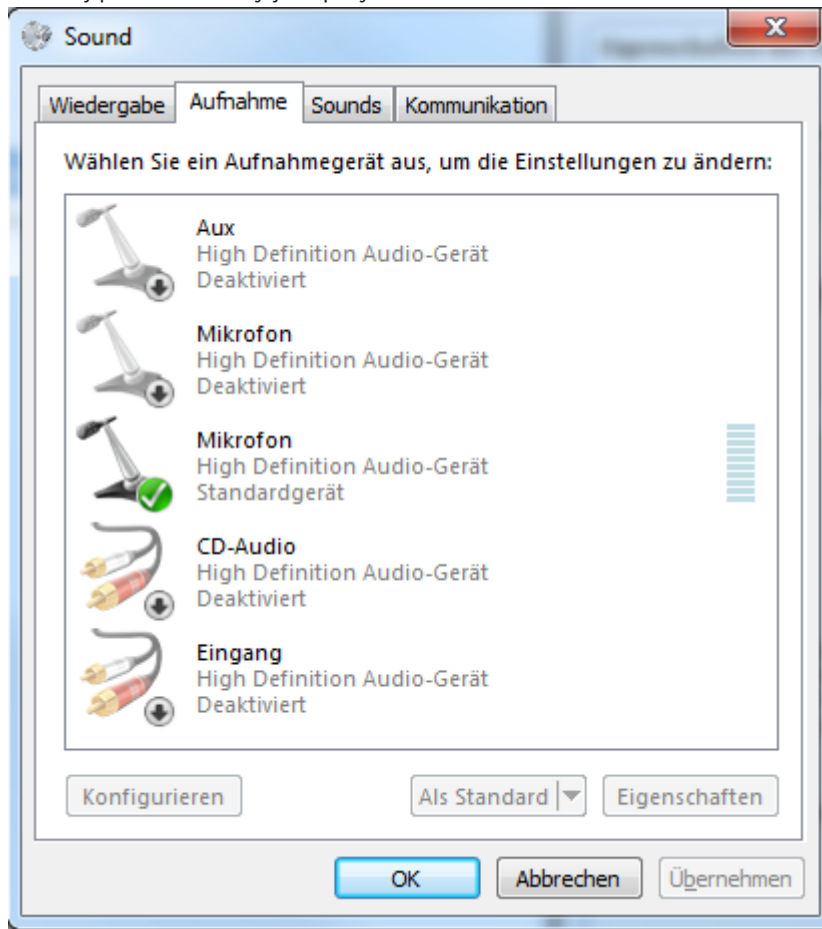 Sound
Wiedergabe Aufnahme Sounds Kommunikation
Wählen Sie ein Aufnahmegerät aus, um die Einstellungen zu ändern:
Aux
High Definition Audio-Gerät
Deaktiviert
Mikrofon
High Definition Audio-Gerät
Deaktiviert
Mikrofon
High Definition Audio-Gerät
Standardgerät
CD-Audio
High Definition Audio-Gerät
Deaktiviert
Eingang
High Definition Audio-Gerät
Deaktiviert
Konfigurieren Als Standard Eigenschaften
OK Abbrechen Übernehmen